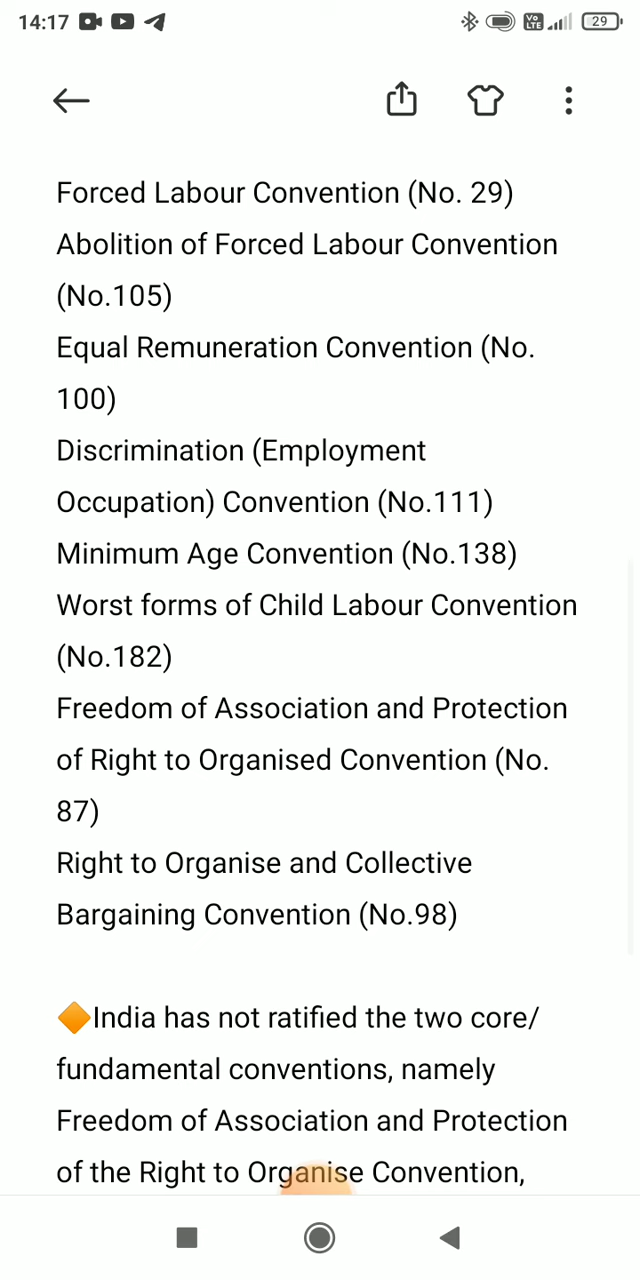 14:17
Vo LTE
29
Forced Labour Convention (No. 29)
Abolition of Forced Labour Convention
(No.105)
Equal Remuneration Convention (No.
100)
Discrimination (Employment
Occupation) Convention (No.111)
Minimum Age Convention (No.138)
Worst forms of Child Labour Convention
(No.182)
Freedom of Association and Protection
of Right to Organised Convention (No.
87)
Right to Organise and Collective
Bargaining Convention (No.98)
🔶India has not ratified the two core/
fundamental conventions, namely
Freedom of Association and Protection
of the Right to Organise Convention,